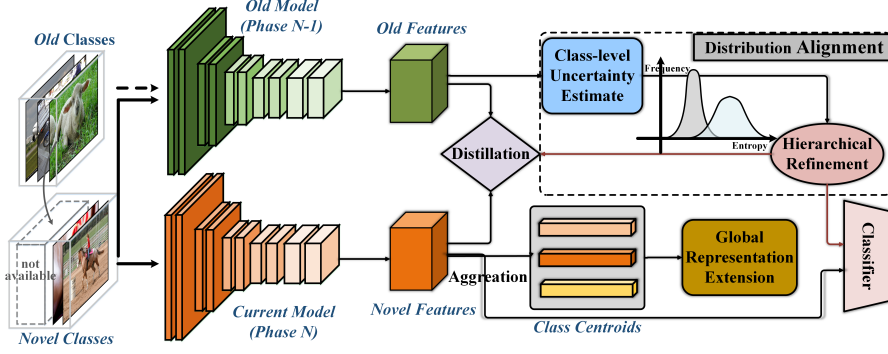 Old Model
(Phase N-1)
Old Features
Old Classes
Class-level
Uncertainty
Estimate
Distribution Alignment
Frequency
Entropy
Hierarchical
Refinement
Distillation
not
available
Novel Classes
Current Model
(Phase N)
Novel Features
Aggreation
Class Centroids
Global
Representation
Extension
Classifier